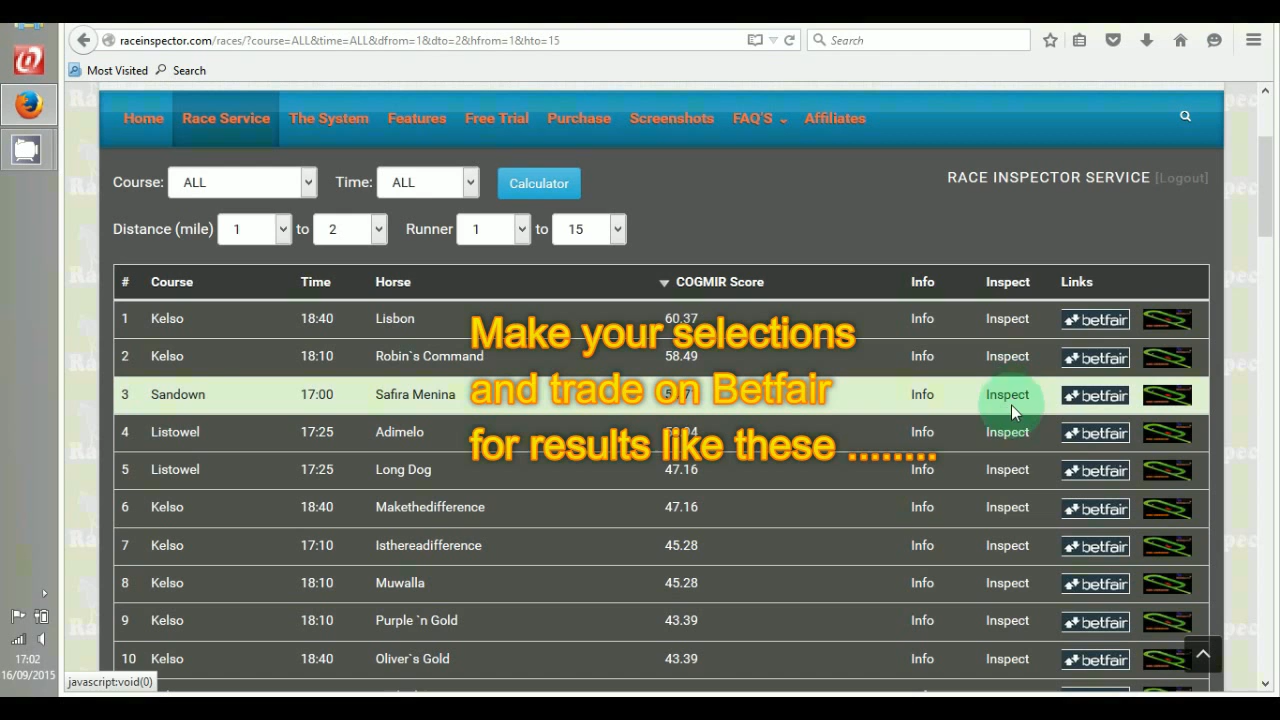 raceinspector.com/races/?course=ALL&time=ALL&dfrom=1&dto=2&hfrom=1&hto=15 Search
Most Visited Search
Home Race Service The System Features Free Trial Purchase Screenshots FAQ'S Affiliates
Course: ALL Time: ALL Calculator RACE INSPECTOR SERVICE [Logout]
Distance (mile) 1 to 2 Runner 1 to 15
# Course Time Horse COGMIR Score Info Inspect Links
1 Kelso 18:40 Lisbon 60.37 Info Inspect betfair
2 Kelso 18:10 Robin`s Command 58.49 Info Inspect betfair
3 Sandown 17:00 Safira Menina Info Inspect betfair
4 Listowel 17:25 Adimelo Info Inspect betfair
5 Listowel 17:25 Long Dog 47.16 Info Inspect betfair
6 Kelso 18:40 Makethedifference 47.16 Info Inspect betfair
7 Kelso 17:10 Isthereadifference 45.28 Info Inspect betfair
8 Kelso 18:10 Muwalla 45.28 Info Inspect betfair
9 Kelso 18:10 Purple `n Gold 43.39 Info Inspect betfair
10 Kelso 18:40 Oliver`s Gold 43.39 Info Inspect betfair
Make your selections
and trade on Betfair
for results like these ........
javascript:void(0)
17:02
16/09/2015